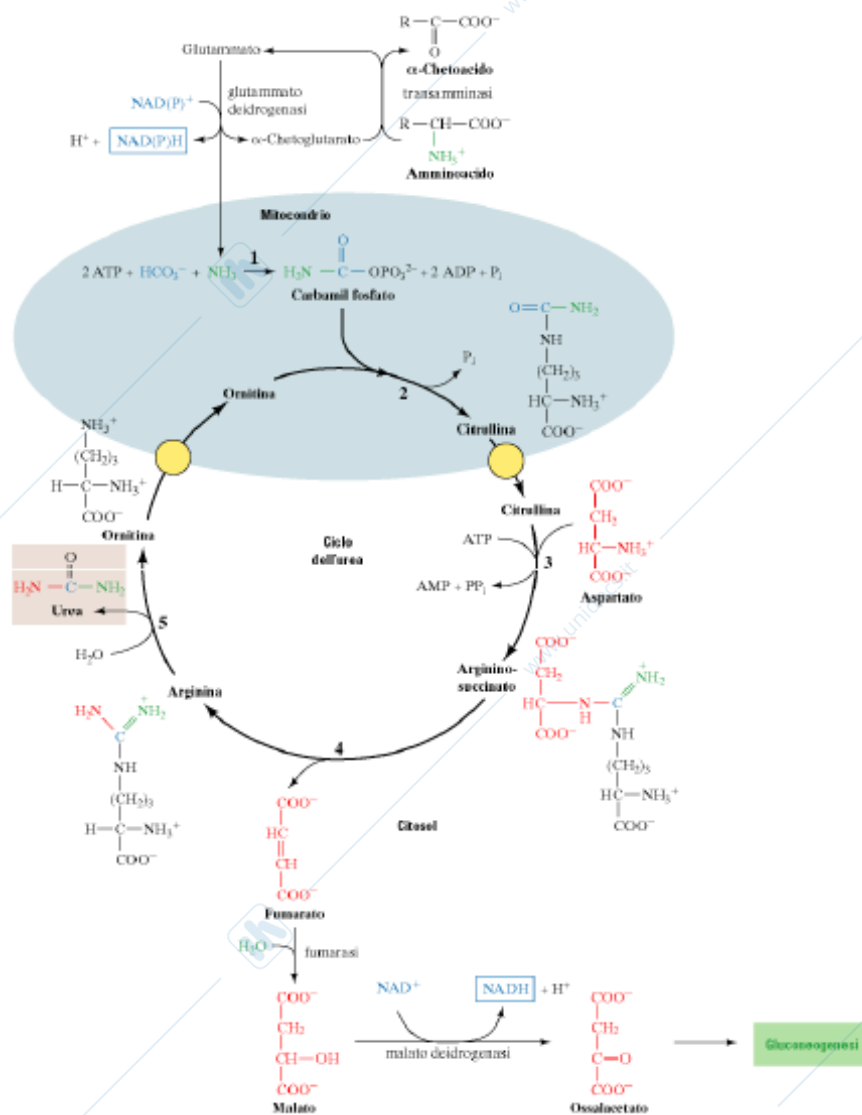 R—C—COO⁻
O
α-Chetoacido
Glutammato
transamminasi
NAD(P)⁺
glutammato
deidrogenasi
H⁺ + NAD(P)H
α-Chetoglutarato
R—CH—COO⁻
NH₃⁺
Amminoacido
Mitocondrio
O
2 ATP + HCO₃⁻ + NH₃ 1 H₂N—C—OPO₃²⁻ + 2 ADP + Pᵢ
Carbamil fosfato
O=C—NH₂
NH
(CH₂)₃
HC—NH₃⁺
COO⁻
Pᵢ
Ornitina
2
Citrullina
NH₃⁺
(CH₂)₃
H—C—NH₃⁺
COO⁻
Ornitina
Citrullina
COO⁻
CH₂
HC—NH₃⁺
COO⁻
Aspartato
Ciclo
dell'urea
ATP
3
AMP + PPᵢ
O
H₂N—C—NH₂
Urea
5
H₂O
Arginina
Arginino-
succinato
COO⁻
CH₂
HC—N—C=NH₂⁺
H
COO⁻
NH
(CH₂)₃
HC—NH₃⁺
COO⁻
H₂N—C=NH₂⁺
NH
(CH₂)₃
H—C—NH₃⁺
COO⁻
4
Citosol
COO⁻
HC
CH
COO⁻
Fumarato
H₂O
fumarasi
COO⁻
CH₂
CH—OH
COO⁻
Malato
NAD⁺
NADH + H⁺
malato deidrogenasi
COO⁻
CH₂
C—O
COO⁻
Ossalacetato
Gluconeogenesi